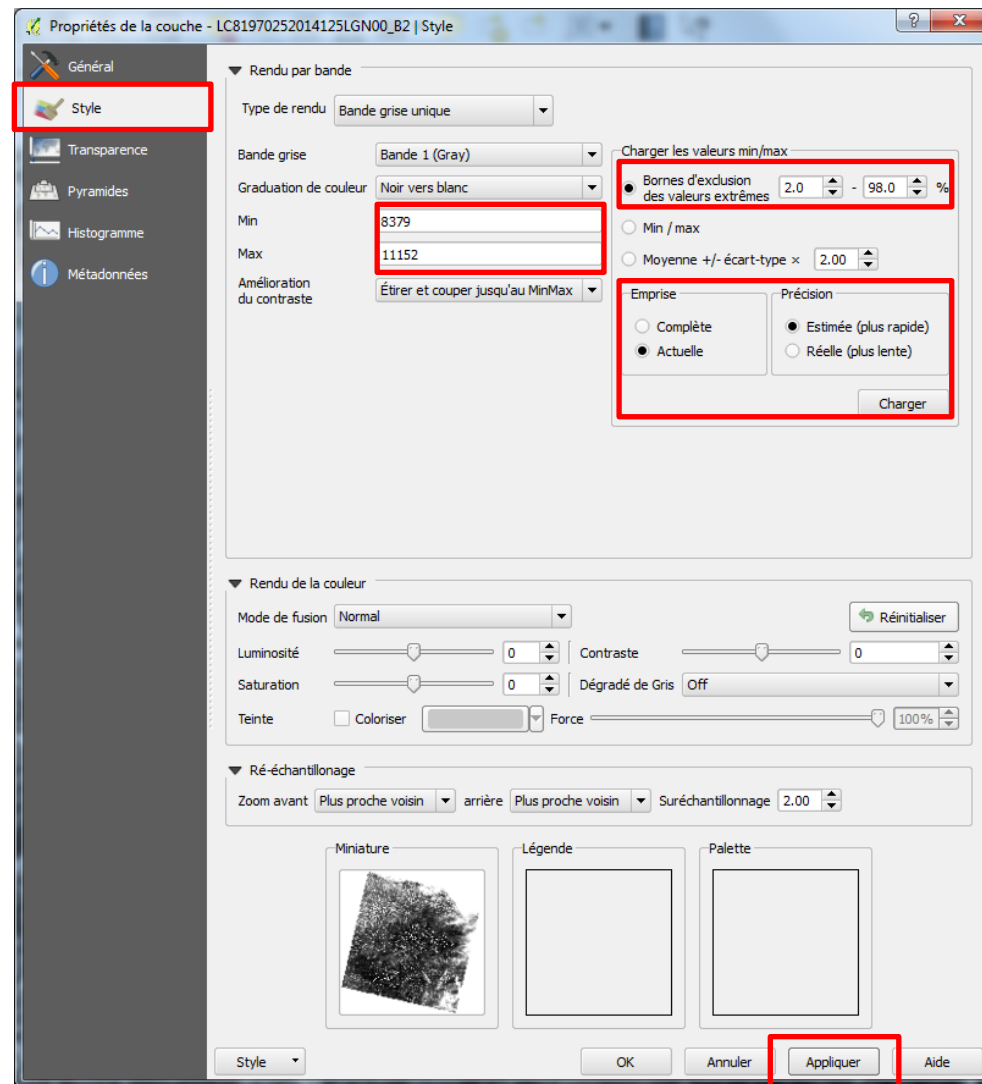 Propriétés de la couche - LC81970252014125LGN00_B2 | Style
Général
Style
Transparence
Pyramides
Histogramme
Métadonnées
Rendu par bande
Type de rendu Bande grise unique
Bande grise Bande 1 (Gray)
Graduation de couleur Noir vers blanc
Min 8379
Max 11152
Amélioration
du contraste Étirer et couper jusqu'au MinMax
Charger les valeurs min/max
Bornes d'exclusion
des valeurs extrêmes 2.0 - 98.0 %
Min / max
Moyenne +/- écart-type × 2.00
Emprise
Complète
Actuelle
Précision
Estimée (plus rapide)
Réelle (plus lente)
Charger
Rendu de la couleur
Mode de fusion Normal Réinitialiser
Luminosité 0 Contraste 0
Saturation 0 Dégradé de Gris Off
Teinte Coloriser Force 100%
Ré-échantillonage
Zoom avant Plus proche voisin arrière Plus proche voisin Suréchantillonnage 2.00
Miniature Légende Palette
Style OK Annuler Appliquer Aide